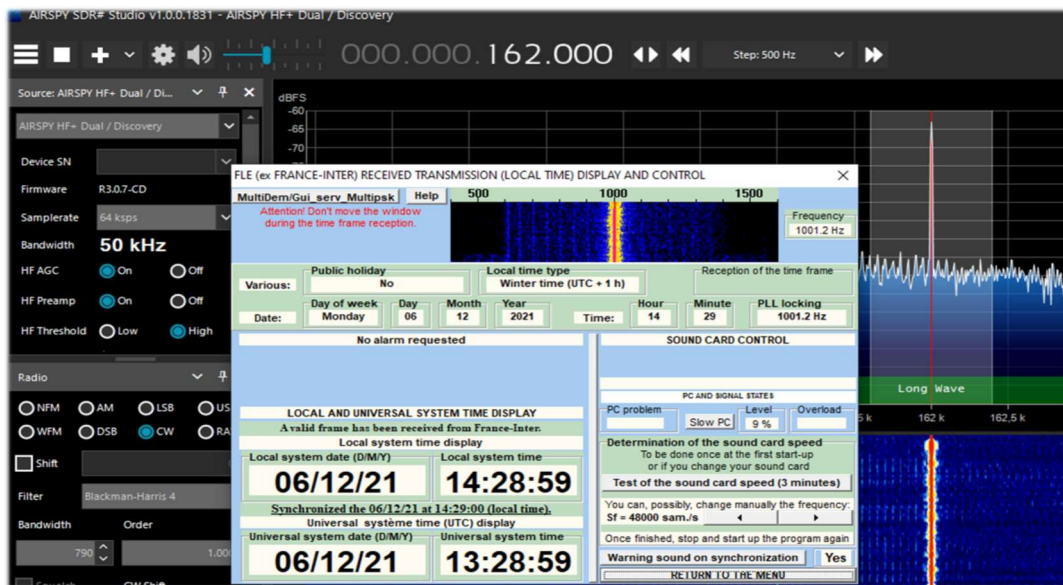 AIRSPY SDR# Studio v1.0.0.1831 - AIRSPY HF+ Dual / Discovery
000.000.162.000
Step: 500 Hz
Source: AIRSPY HF+ Dual / Di...
AIRSPY HF+ Dual / Discovery
Device SN
Firmware R3.0.7-CD
Samplerate 64 ksps
Bandwidth 50 kHz
HF AGC On Off
HF Preamp On Off
HF Threshold Low High
Radio
NFM AM LSB US
WFM DSB CW RA
Shift
Filter Blackman-Harris 4
Bandwidth Order
790 1.00
dBFS
-60
-65
-70
FLE (ex FRANCE-INTER) RECEIVED TRANSMISSION (LOCAL TIME) DISPLAY AND CONTROL
MultiDem/Gui_serv_Multipsk Help
Attention! Don't move the window
during the time frame reception.
500 1000 1500
Frequency
1001.2 Hz
Various:
Public holiday
No
Local time type
Winter time (UTC + 1 h)
Reception of the time frame
Date:
Day of week Day Month Year
Monday 06 12 2021
Time:
Hour Minute PLL locking
14 29 1001.2 Hz
No alarm requested
LOCAL AND UNIVERSAL SYSTEM TIME DISPLAY
A valid frame has been received from France-Inter.
Local system time display
Local system date (D/M/Y) Local system time
06/12/21 14:28:59
Synchronized the 06/12/21 at 14:29:00 (local time).
Universal système time (UTC) display
Universal system date (D/M/Y) Universal system time
06/12/21 13:28:59
SOUND CARD CONTROL
PC AND SIGNAL STATES
PC problem Slow PC Level Overload
9 %
Determination of the sound card speed
To be done once at the first start-up
or if you change your sound card
Test of the sound card speed (3 minutes)
You can, possibly, change manually the frequency:
Sf = 48000 sam./s
Once finished, stop and start up the program again
Warning sound on synchronization Yes
RETURN TO THE MENU
Long Wave
5 k 162 k 162,5 k